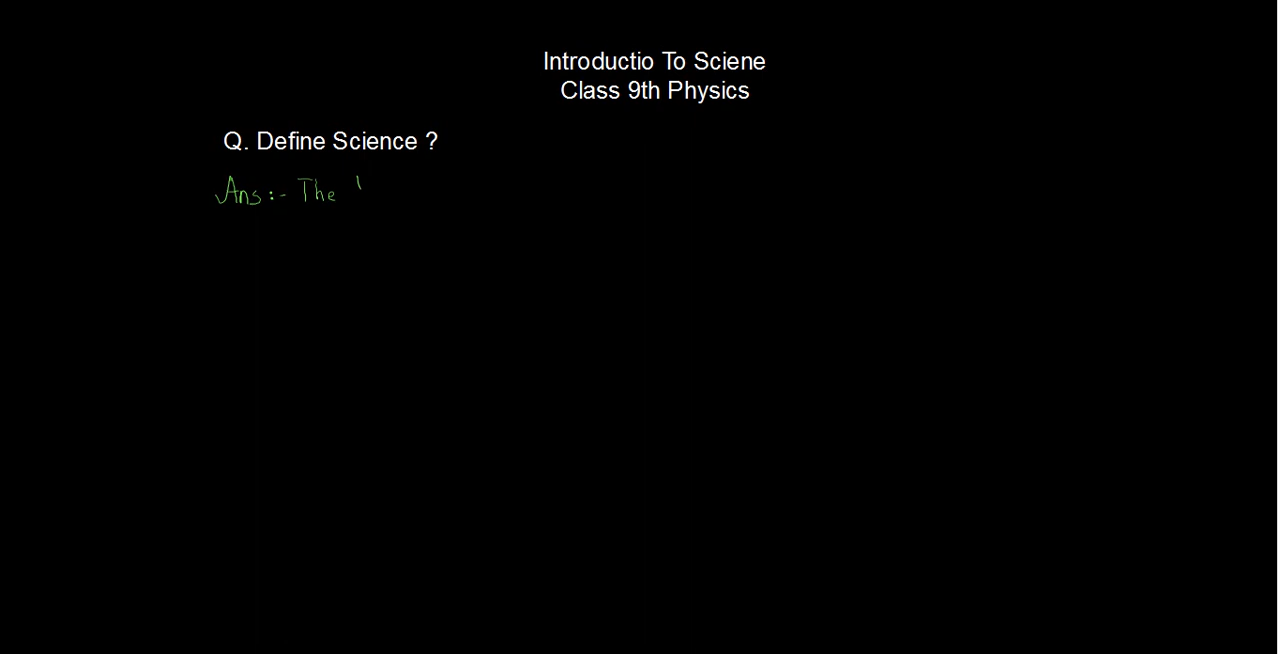 Introductio To Sciene
Class 9th Physics
Q. Define Science ?
Ans:- The